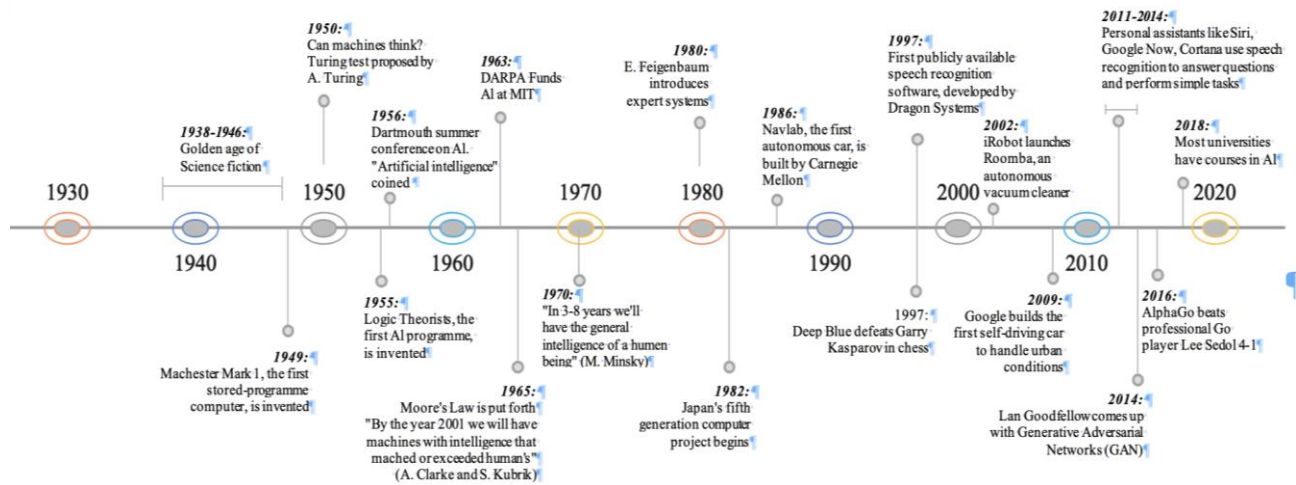 1930
1938-1946:
Golden age of
Science fiction
1940
1949:
Machester Mark 1, the first
stored-programme
computer, is invented
1950:
Can machines think?
Turing test proposed by
A. Turing
1950
1955:
Logic Theorists, the
first AI programme,
is invented
1956:
Dartmouth summer
conference on AI.
"Artificial intelligence"
coined
1960
1963:
DARPA Funds
AI at MIT
1965:
Moore's Law is put forth
"By the year 2001 we will have
machines with intelligence that
mached or exceeded human's"
(A. Clarke and S. Kubrik)
1970
1970:
"In 3-8 years we'll
have the general
intelligence of a human
being" (M. Minsky)
1980:
E. Feigenbaum
introduces
expert systems
1980
1982:
Japan's fifth
generation computer
project begins
1986:
Navlab, the first
autonomous car, is
built by Carnegie
Mellon
1990
1997:
First publicly available
speech recognition
software, developed by
Dragon Systems
1997:
Deep Blue defeats Garry
Kasparov in chess
2000
2002:
iRobot launches
Roomba, an
autonomous
vacuum cleaner
2009:
Google builds the
first self-driving car
to handle urban
conditions
2010
2011-2014:
Personal assistants like Siri,
Google Now, Cortana use speech
recognition to answer questions
and perform simple tasks
2014:
Lan Goodfellow comes up
with Generative Adversarial
Networks (GAN)
2016:
AlphaGo beats
professional Go
player Lee Sedol 4-1
2018:
Most universities
have courses in AI
2020